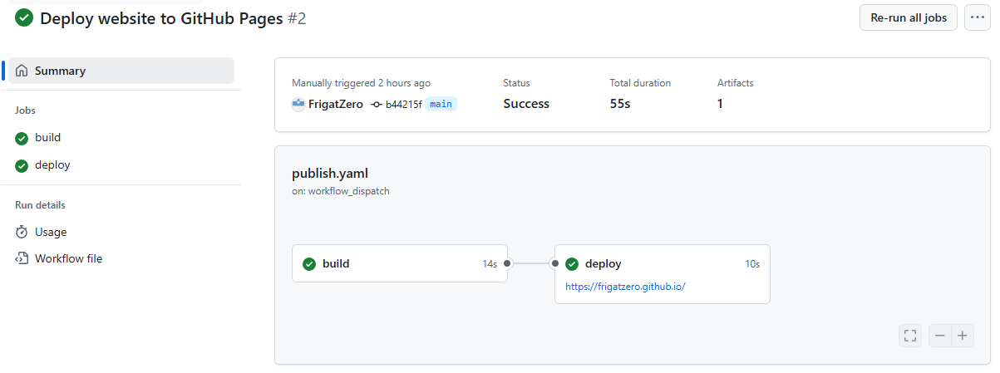 Deploy website to GitHub Pages #2
Re-run all jobs
Summary
Jobs
build
deploy
Run details
Usage
Workflow file
Manually triggered 2 hours ago
FrigatZero b44215f main
Status
Success
Total duration
55s
Artifacts
1
publish.yaml
on: workflow_dispatch
build 14s
deploy 10s
https://frigatzero.github.io/